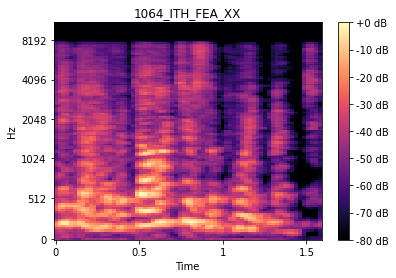 1064_ITH_FEA_XX
+0 dB
8192
-10 dB
4096
-20 dB
-30 dB
2048
Hz
-40 dB
1024
-50 dB
-60 dB
512
-70 dB
0
-80 dB
0
0.5
1
1.5
Time